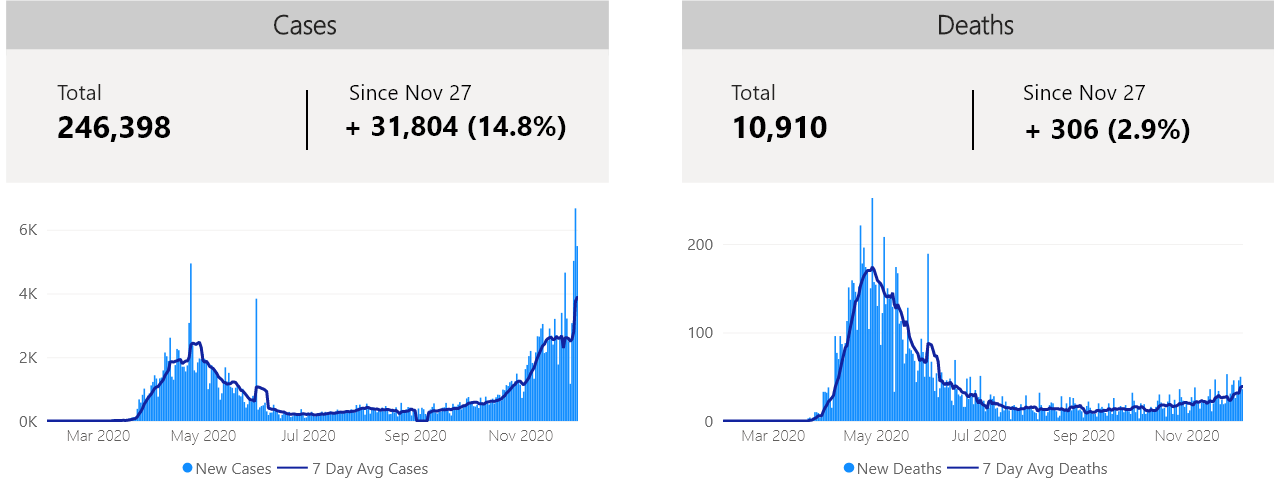 Cases
Total
246,398
Since Nov 27
+ 31,804 (14.8%)
6K
4K
2K
0K
Mar 2020 May 2020 Jul 2020 Sep 2020 Nov 2020
New Cases 7 Day Avg Cases
Deaths
Total
10,910
Since Nov 27
+ 306 (2.9%)
200
100
0
Mar 2020 May 2020 Jul 2020 Sep 2020 Nov 2020
New Deaths 7 Day Avg Deaths